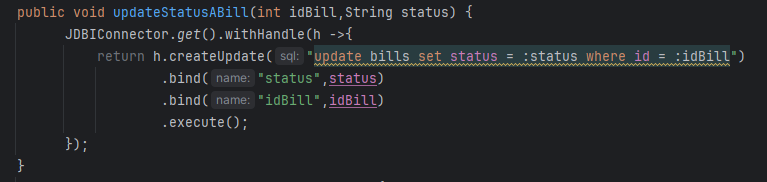 public void updateStatusABill(int idBill,String status) {
JDBIConnector.get().withHandle(h ->{
return h.createUpdate( sql: "update bills set status = :status where id = :idBill")
.bind( name: "status",status)
.bind( name: "idBill",idBill)
.execute();
});
}